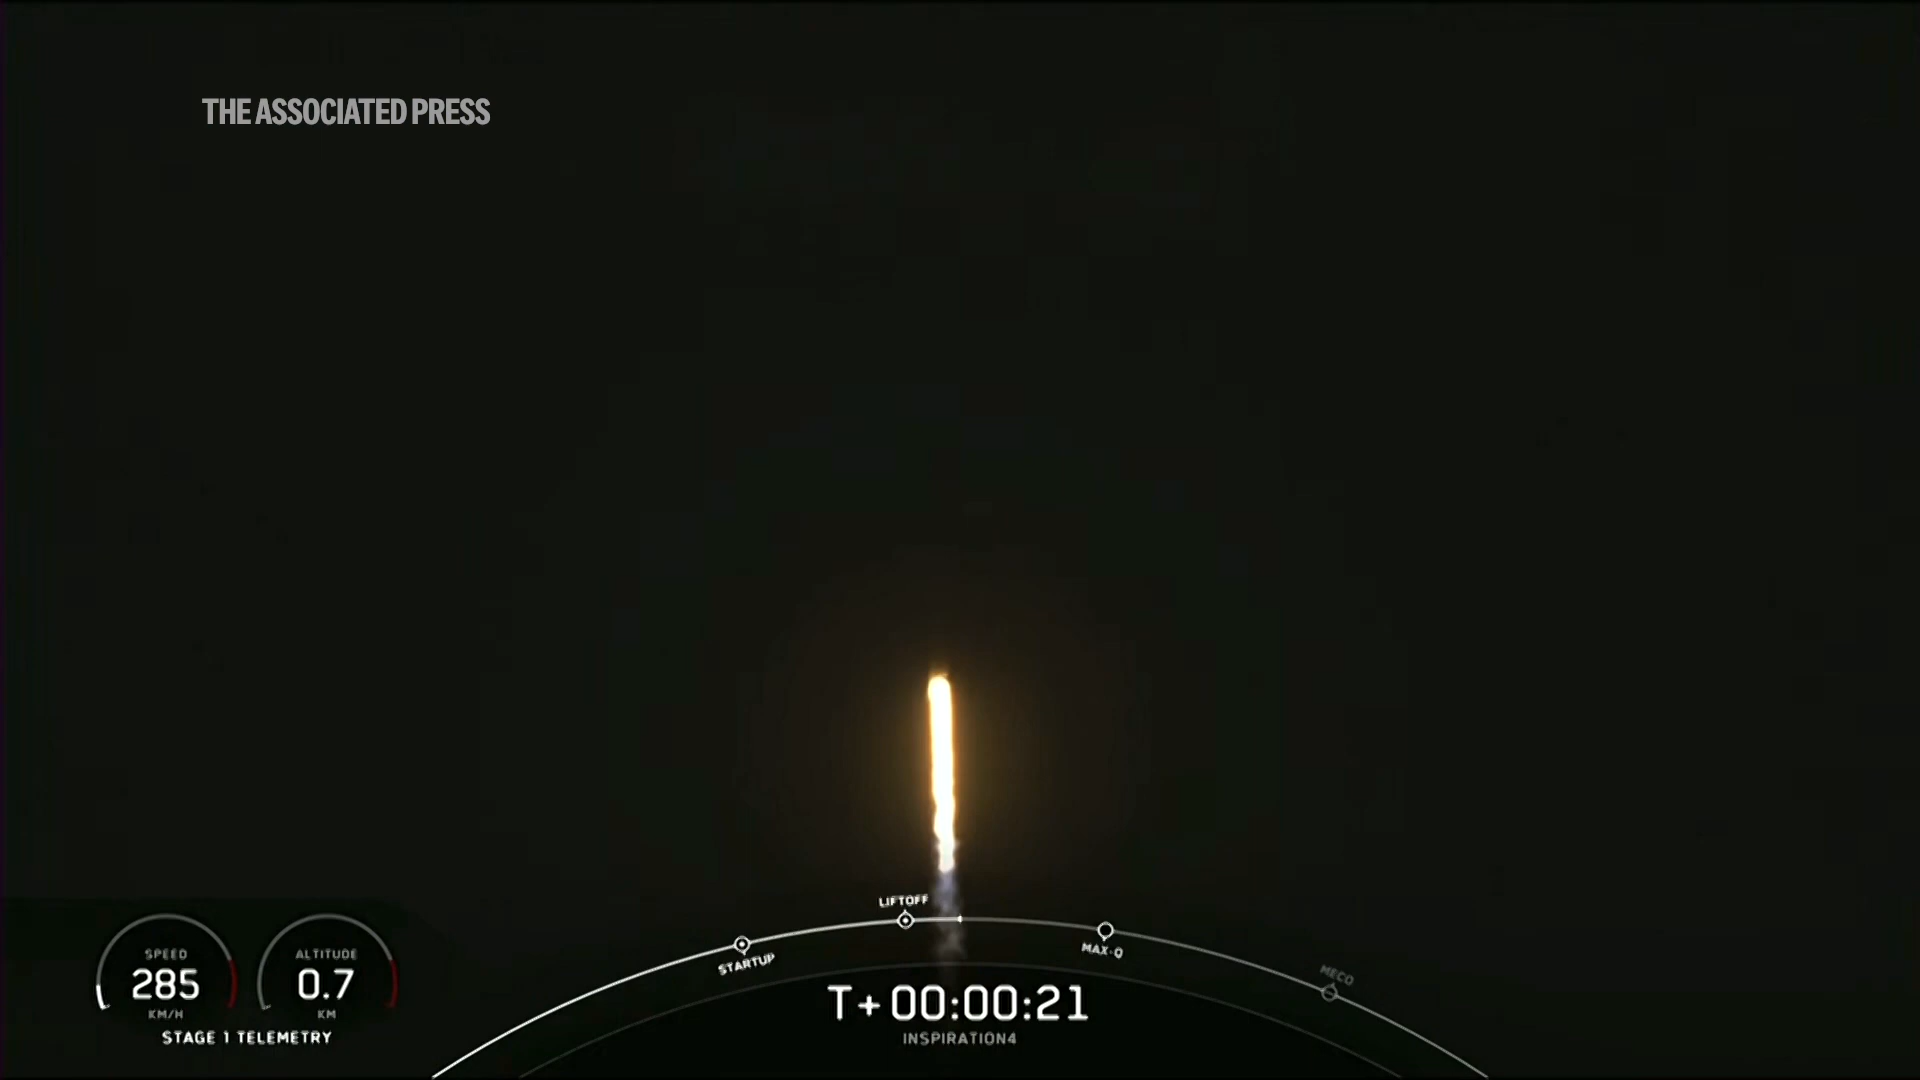 THE ASSOCIATED PRESS
LIFTOFF
STARTUP
MAX-Q
MECO
SPEED
285
KM/H
ALTITUDE
0.7
KM
STAGE 1 TELEMETRY
T+00:00:21
INSPIRATION4